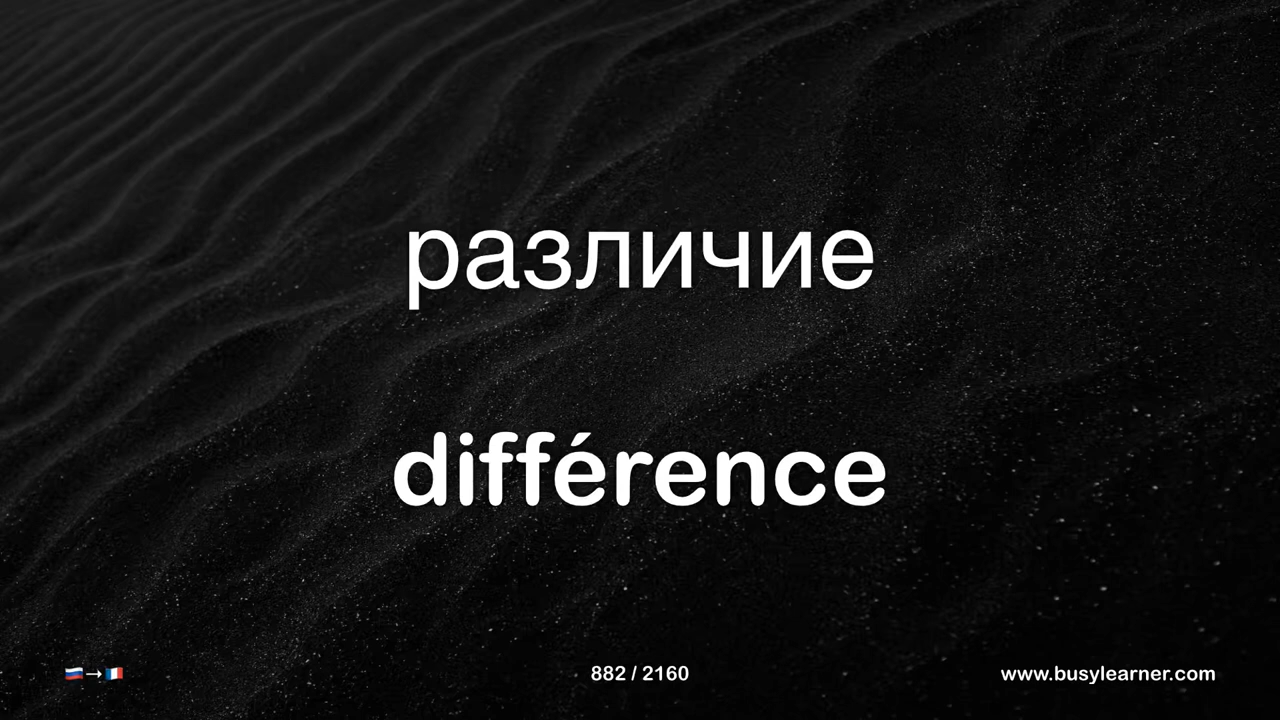 различие
différence
🇷🇺→🇫🇷
882 / 2160
www.busylearner.com